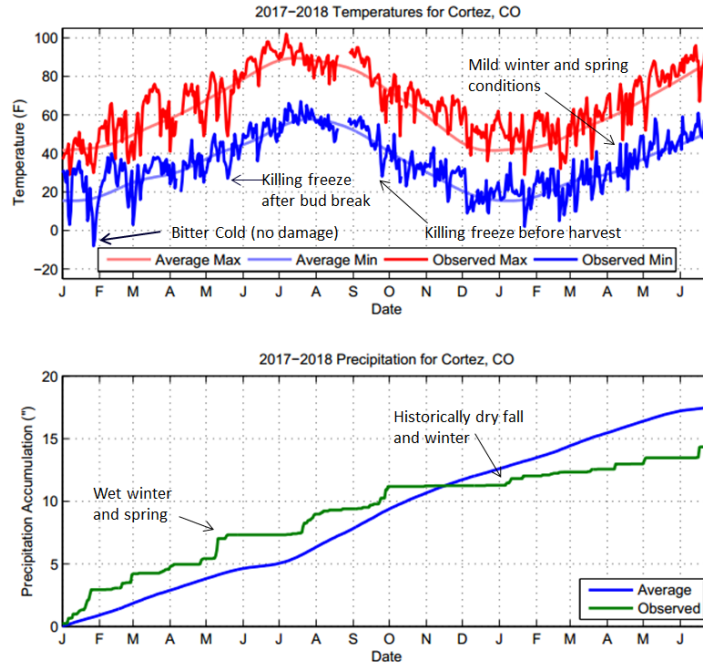 2017−2018 Temperatures for Cortez, CO
100
80
60
40
20
0
−20
Temperature (F)
Mild winter and spring
conditions
Killing freeze
after bud break
Bitter Cold (no damage)
Killing freeze before harvest
Average Max
Average Min
Observed Max
Observed Min
J F M A M J J A S O N D J F M A M J
Date
2017−2018 Precipitation for Cortez, CO
20
15
10
5
0
Precipitation Accumulation (")
Historically dry fall
and winter
Wet winter
and spring
Average
Observed
J F M A M J J A S O N D J F M A M J
Date